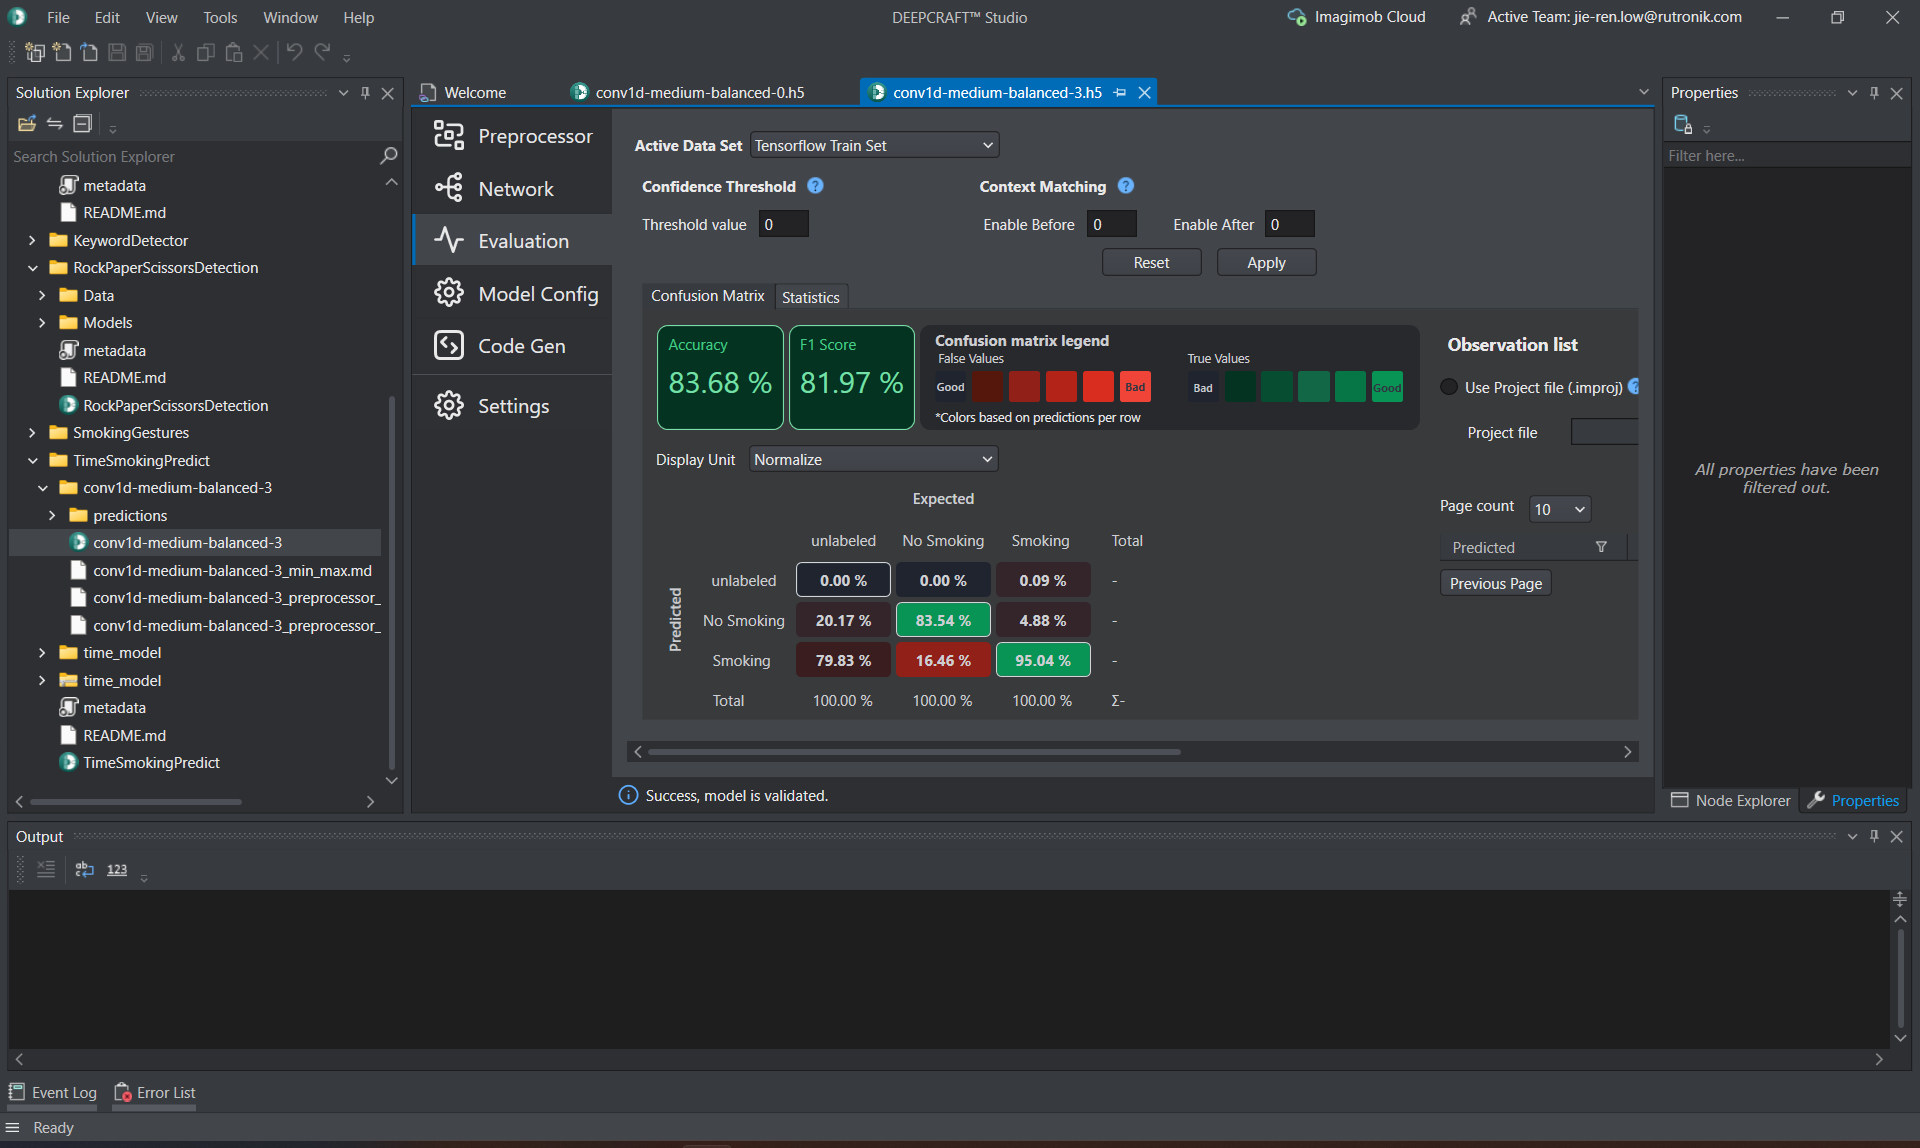 File Edit View Tools Window Help
DEEPCRAFT™ Studio
Imagimob Cloud
Active Team: jie-ren.low@rutronik.com
Solution Explorer
Search Solution Explorer
metadata
README.md
KeywordDetector
RockPaperScissorsDetection
Data
Models
metadata
README.md
RockPaperScissorsDetection
SmokingGestures
TimeSmokingPredict
conv1d-medium-balanced-3
predictions
conv1d-medium-balanced-3
conv1d-medium-balanced-3_min_max.md
conv1d-medium-balanced-3_preprocessor_
conv1d-medium-balanced-3_preprocessor_
time_model
time_model
metadata
README.md
TimeSmokingPredict
Welcome
conv1d-medium-balanced-0.h5
conv1d-medium-balanced-3.h5
Preprocessor
Network
Evaluation
Model Config
Code Gen
Settings
Active Data Set Tensorflow Train Set
Confidence Threshold ?
Context Matching ?
Threshold value 0
Enable Before 0
Enable After 0
Reset
Apply
Confusion Matrix
Statistics
Accuracy
83.68 %
F1 Score
81.97 %
Confusion matrix legend
False Values
True Values
Good Bad
Bad Good
*Colors based on predictions per row
Display Unit Normalize
Expected
unlabeled No Smoking Smoking Total
Predicted
unlabeled 0.00 % 0.00 % 0.09 % -
No Smoking 20.17 % 83.54 % 4.88 % -
Smoking 79.83 % 16.46 % 95.04 % -
Total 100.00 % 100.00 % 100.00 % Σ-
Observation list
Use Project file (.improj) ?
Project file
Page count 10
Predicted
Previous Page
Success, model is validated.
Properties
Filter here...
All properties have been
filtered out.
Node Explorer
Properties
Output
ab
c
123
Event Log
Error List
Ready